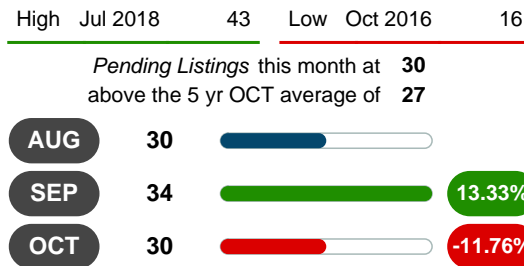 High Jul 2018 43 Low Oct 2016 16
Pending Listings this month at 30
above the 5 yr OCT average of 27
AUG 30
SEP 34 13.33%
OCT 30 -11.76%